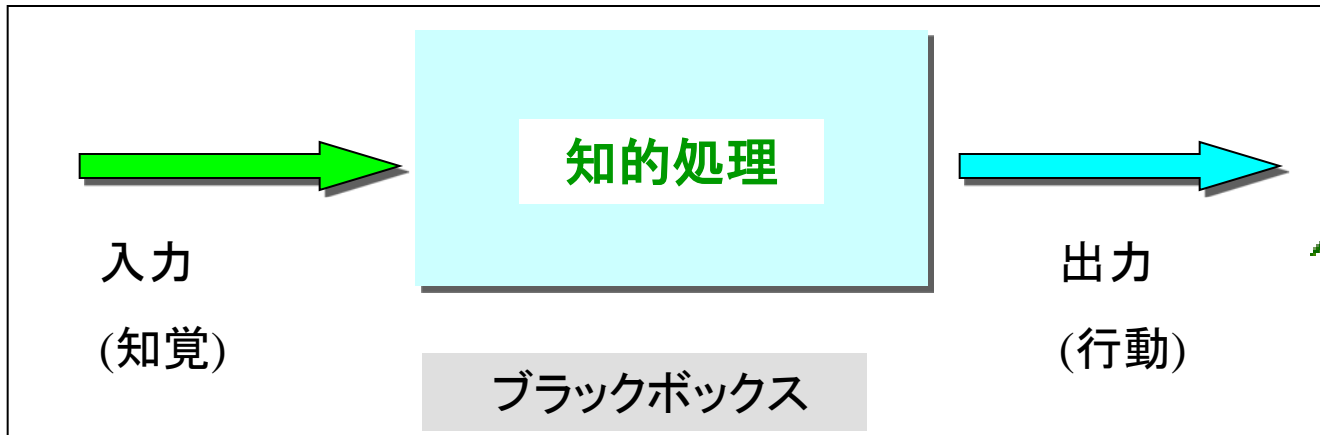 知的処理
入力
(知覚)
出力
(行動)
ブラックボックス